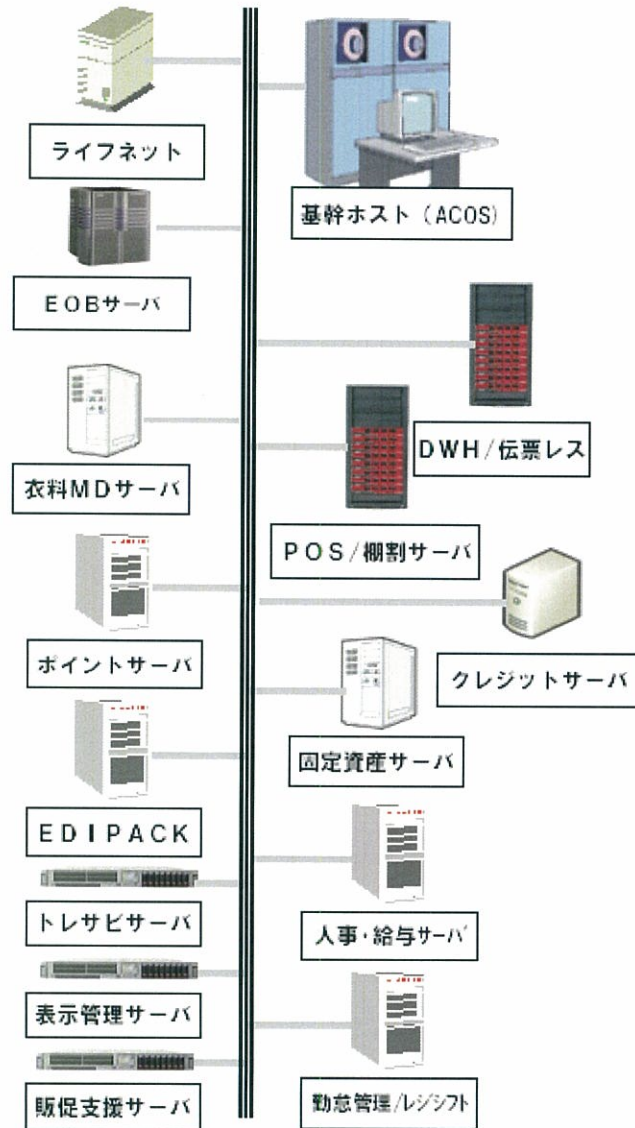 ライフネット
基幹ホスト（ACOS）
ＥＯＢサーバ
DWH/伝票レス
衣料MDサーバ
ＰＯＳ/棚割サーバ
ポイントサーバ
クレジットサーバ
固定資産サーバ
ＥＤＩＰＡＣＫ
トレサビサーバ
人事・給与サーバ
表示管理サーバ
販促支援サーバ
勤怠管理/レジシフト